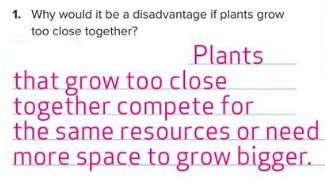 1. Why would it be a disadvantage if plants grow
too close together?
Plants
that grow too close
together compete for
the same resources or need
more space to grow bigger.